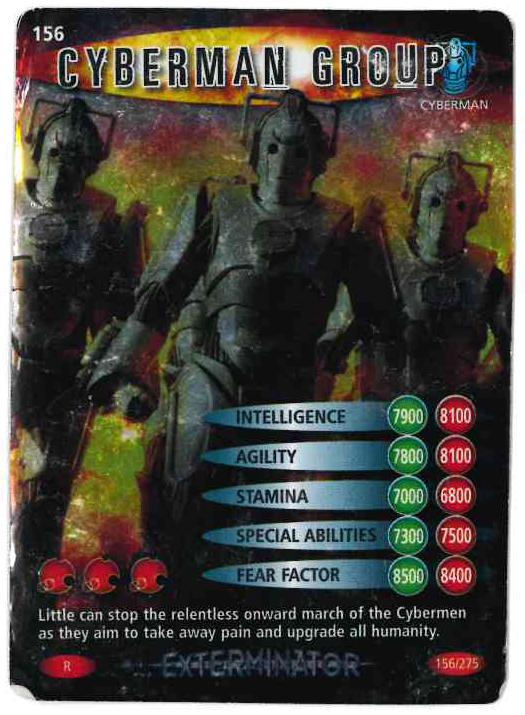 156
CYBERMAN GROUP
CYBERMAN
INTELLIGENCE 7900 8100
AGILITY 7800 8100
STAMINA 7000 6800
SPECIAL ABILITIES 7300 7500
FEAR FACTOR 8500 8400
Little can stop the relentless onward march of the Cybermen
as they aim to take away pain and upgrade all humanity.
R EXTERMINATOR 156/275